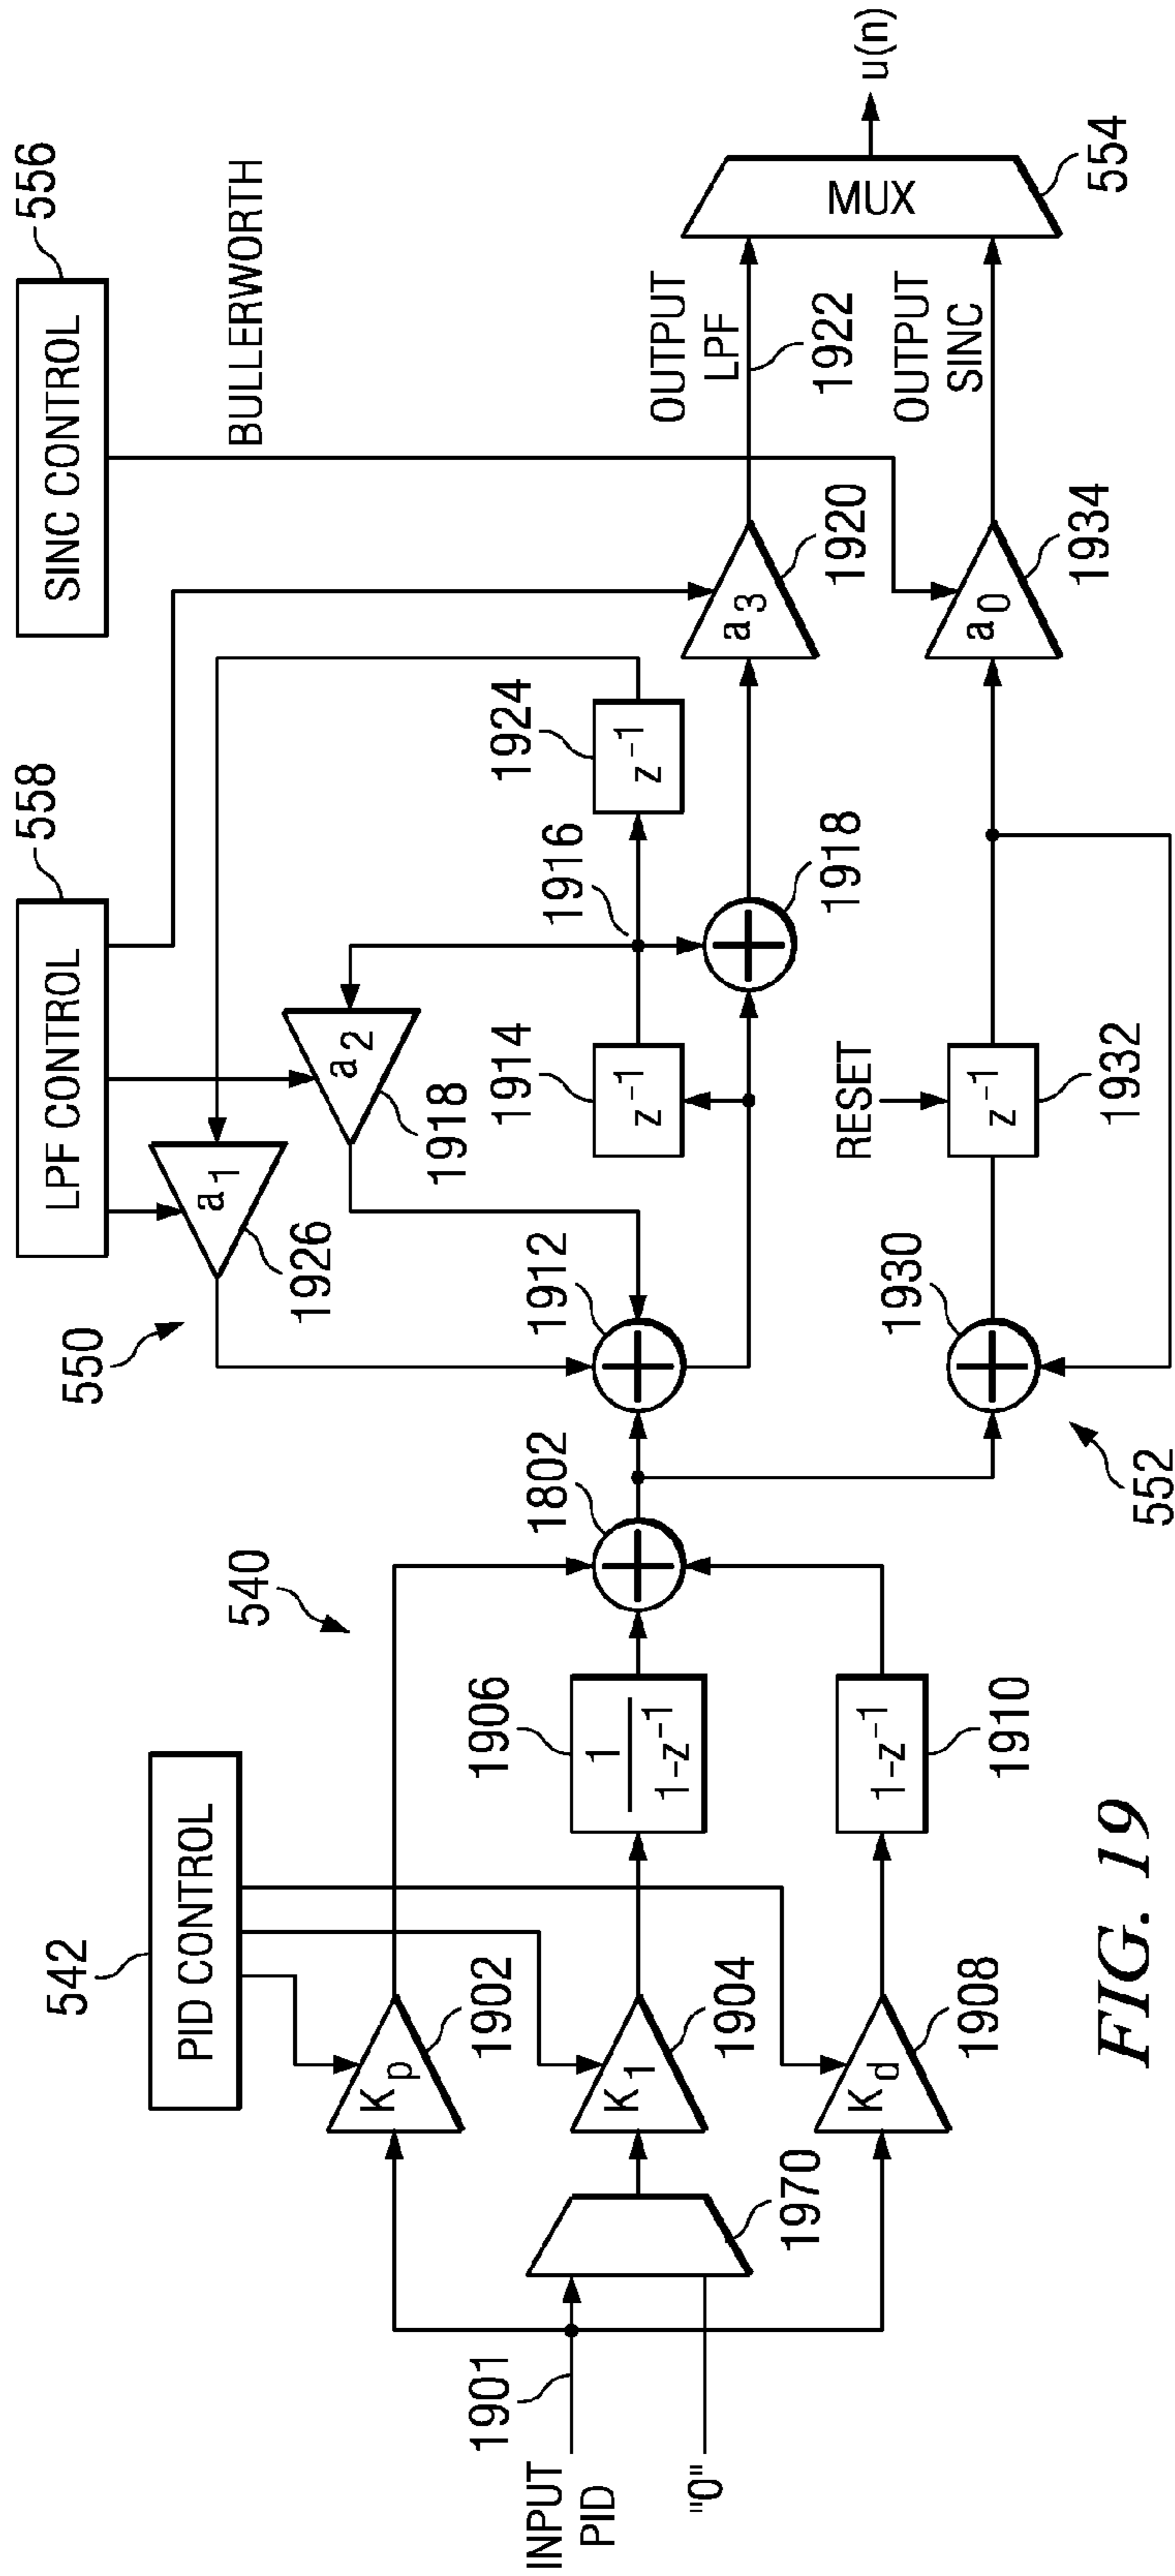 542
PID CONTROL
558
LPF CONTROL
556
SINC CONTROL
BULLERWORTH
540
550
INPUT
PID
1901
"0"
1970
Kp
1902
K1
1904
Kd
1908
1906
1
1-z⁻¹
1-z⁻¹
1910
1802
1912
a1
1926
a2
1918
z⁻¹
1914
1916
z⁻¹
1924
1918
a3
1920
OUTPUT
LPF
1922
552
1930
RESET
z⁻¹
1932
a0
1934
OUTPUT
SINC
MUX
554
u(n)
FIG. 19